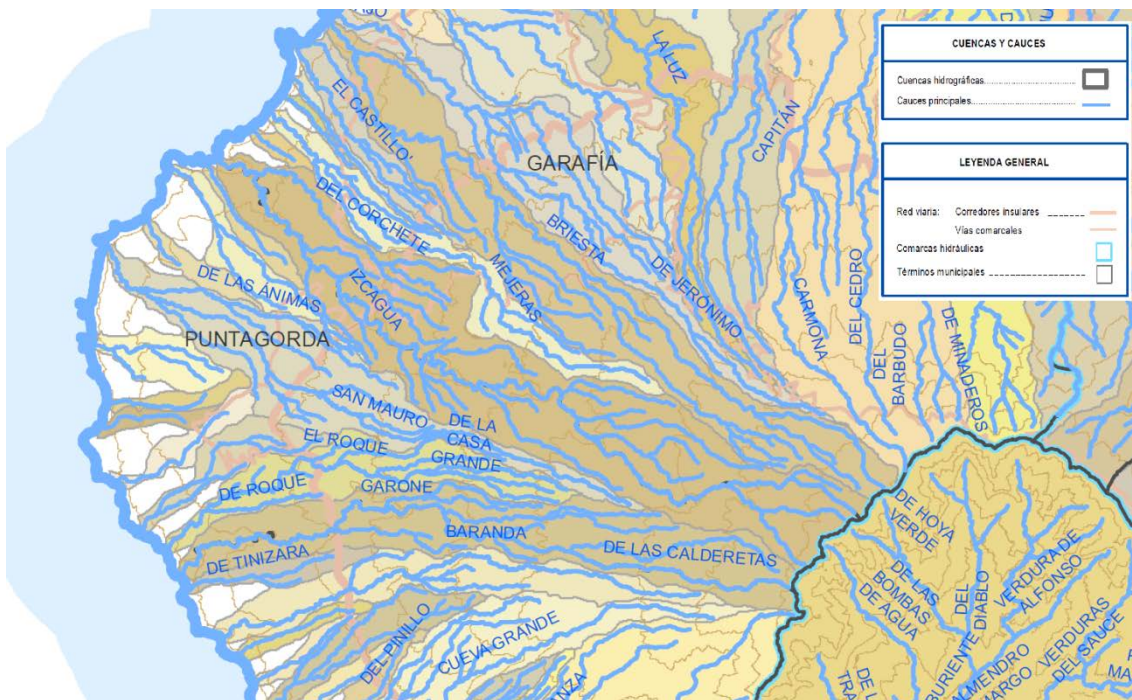 CUENCAS Y CAUCES
Cuencas hidrográficas
Cauces principales
LEYENDA GENERAL
Red viaria: Corredores insulares
Vías comarcales
Comarcas hidráulicas
Términos municipales
LA LUZ
EL CASTILLO'
CAPITÁN
GARAFÍA
DEL CORCHETE
BRIESTA
MEJERAS
DE JERÓNIMO
DE LAS ÁNIMAS
IZCAGUA
CARMONA
DEL CEDRO
DEL
BARBUDO
DE MINADEROS
PUNTAGORDA
SAN MAURO
DE LA
CASA
GRANDE
EL ROQUE
DE ROQUE
GARONE
BARANDA
DE TINIZARA
DE LAS CALDERETAS
DE HOYA
VERDE
DE LAS
BOMBAS
DE AGUA
DEL
DIABLO
VERDURA DE
ALFONSO
VERDURAS
DEL SAUCE
DEL PINILLO
CUEVA GRANDE